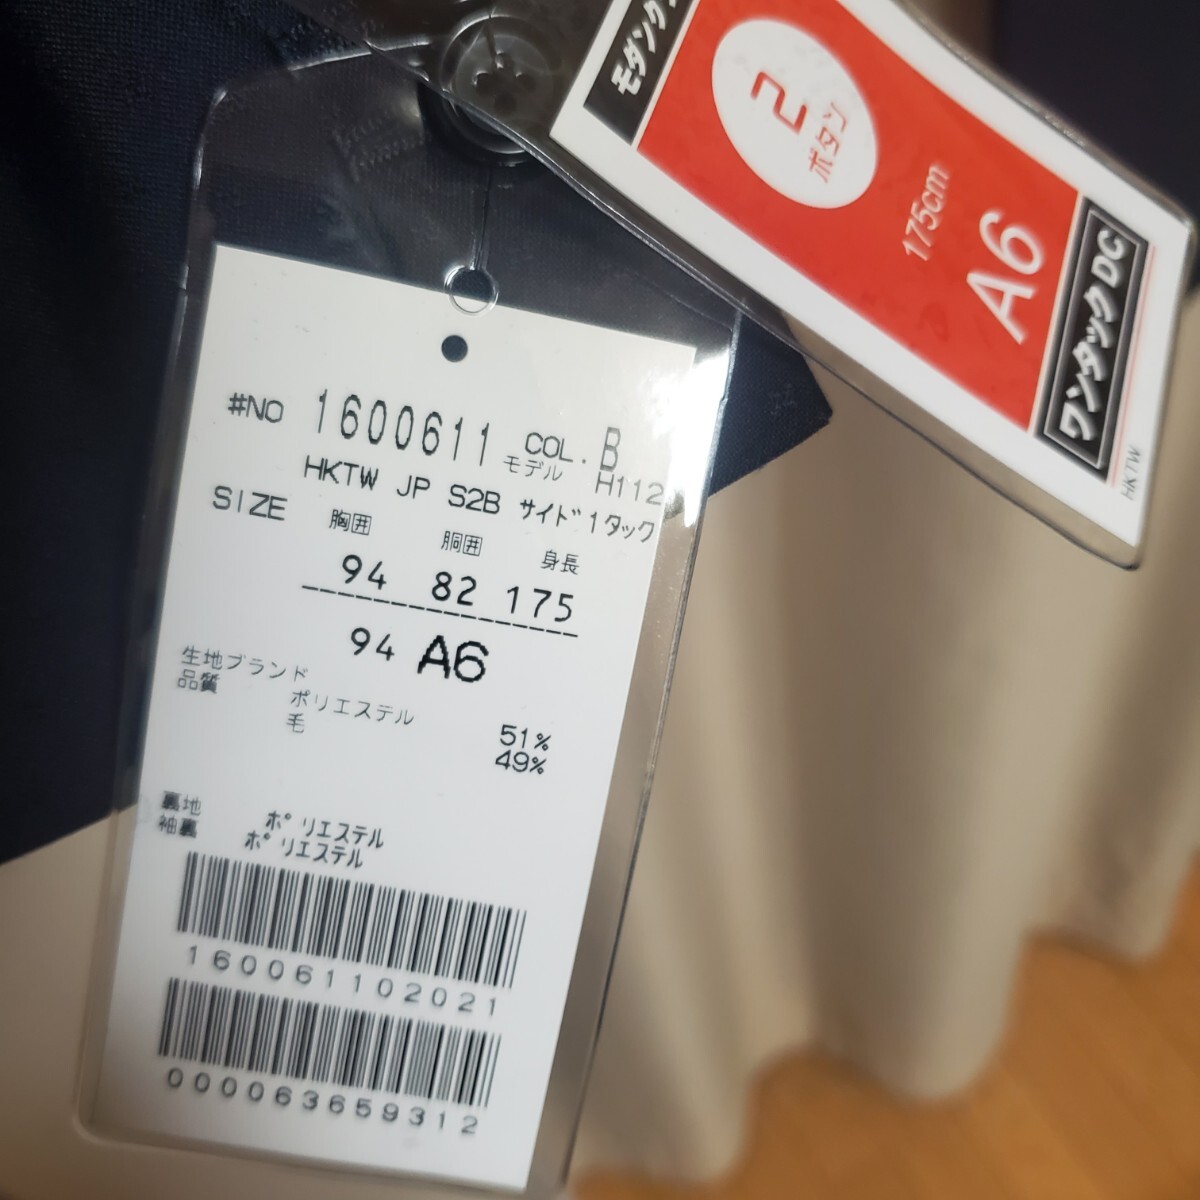 #NO 1600611 COL. B
モデル H112
HKTW JP S2B サイド1タック
SIZE 胸囲 胴囲 身長
94 82 175
94 A6
生地ブランド
品質 ポリエステル 51%
毛 49%
裏地 ポリエステル
袖裏 ポリエステル
160061102021
000063659312
モダンク
2
ボタン
175cm
A6
ワンタックDC
HKTW